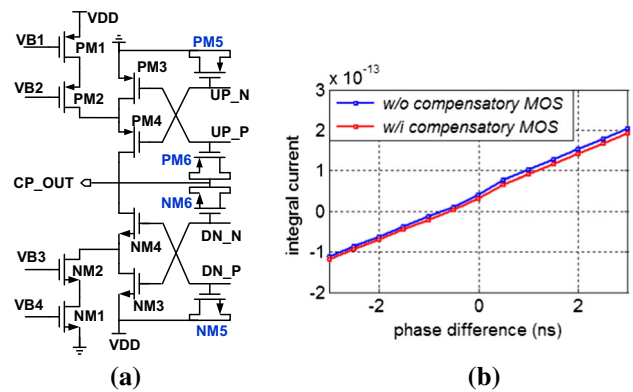 VDD
VB1
PM1
VB2
PM2
PM3
PM4
PM5
UP_N
UP_P
PM6
CP_OUT
NM6
DN_N
NM4
DN_P
VB3
NM2
NM3
VB4
NM1
NM5
VDD
(a)
x 10-13
w/o compensatory MOS
w/i compensatory MOS
integral current
2
1
0
-1
-2
-2
0
2
phase difference (ns)
(b)